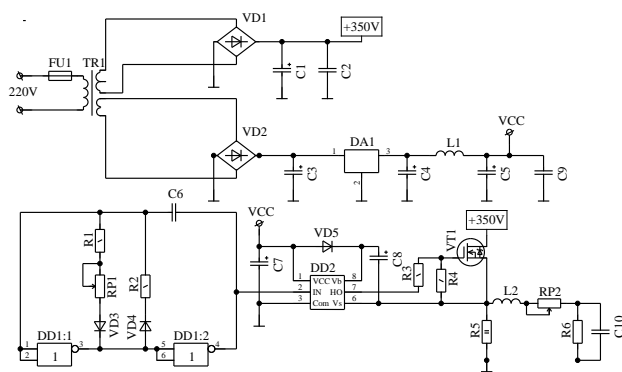 VD1
+350V
FU1
TR1
220V
C1
C2
VCC
VD2
DA1
L1
1
3
2
C3
C4
C5
C9
C6
VCC
+350V
VD5
VT1
R1
C7
DD2
C8
R3
R4
RP1
R2
1
VCC Vb
8
2
IN HO
7
3
Com Vs
6
L2
RP2
VD3
VD4
R5
R6
C10
DD1:1
DD1:2
1
2
1
3
5
6
1
4